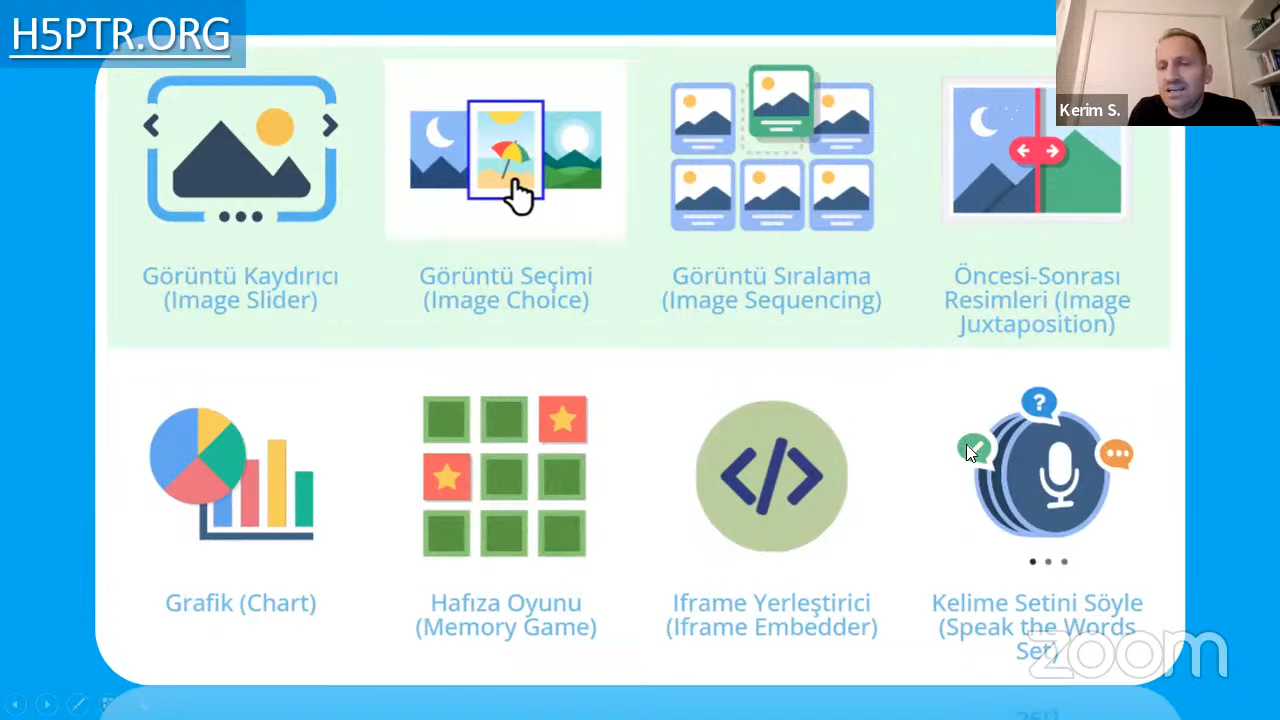 H5PTR.ORG
Kerim S.
Görüntü Kaydırıcı
(Image Slider)
Görüntü Seçimi
(Image Choice)
Görüntü Sıralama
(Image Sequencing)
Öncesi-Sonrası
Resimleri (Image
Juxtaposition)
Grafik (Chart)
Hafıza Oyunu
(Memory Game)
Iframe Yerleştirici
(Iframe Embedder)
Kelime Setini Söyle
(Speak the Words
Set)
zoom